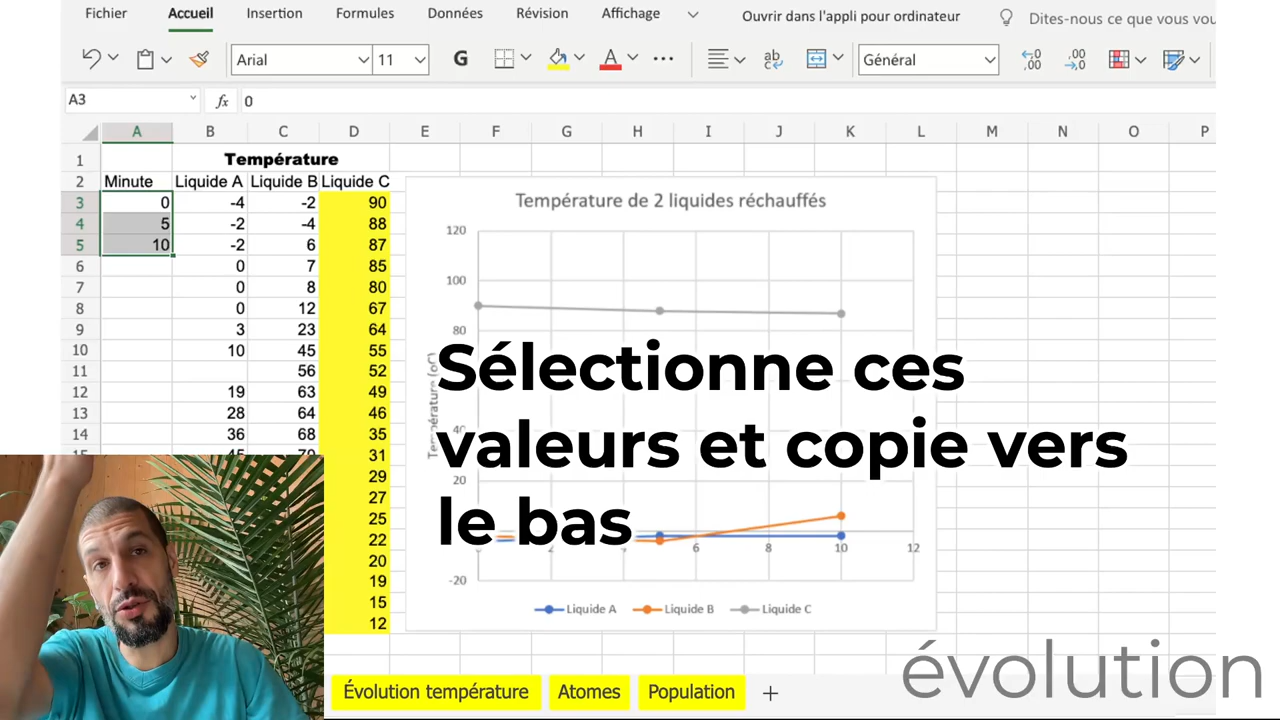 Fichier Accueil Insertion Formules Données Révision Affichage Ouvrir dans l'appli pour ordinateur Dites-nous ce que vous vou
Arial 11 G ab Général
A3 fx 0
A B C D E F G H I J K L M N O P
1 Température
2 Minute Liquide A Liquide B Liquide C
3 0 -4 -2 90
4 5 -2 -4 88
5 10 -2 6 87
6 0 7 85
7 0 8 80
8 0 12 67
9 3 23 64
10 10 45 55
11 56 52
12 19 63 49
13 28 64 46
14 36 68 35
31
29
27
25
22
20
19
15
12
Température de 2 liquides réchauffés
120
100
80
20
-20
6 8 10 12
Liquide A Liquide B Liquide C
Sélectionne ces
valeurs et copie vers
le bas
Évolution température Atomes Population +
évolution